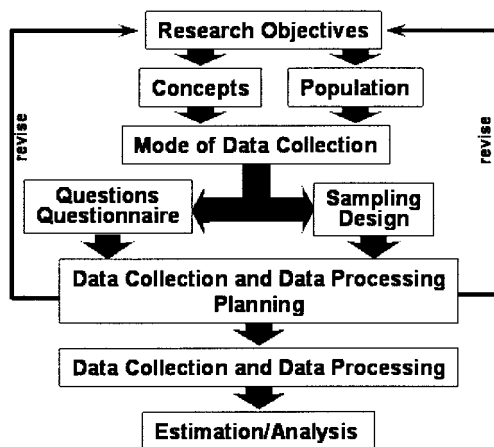 Research Objectives
Concepts
Population
Mode of Data Collection
Questions
Questionnaire
Sampling
Design
Data Collection and Data Processing
Planning
Data Collection and Data Processing
Estimation/Analysis
revise
revise